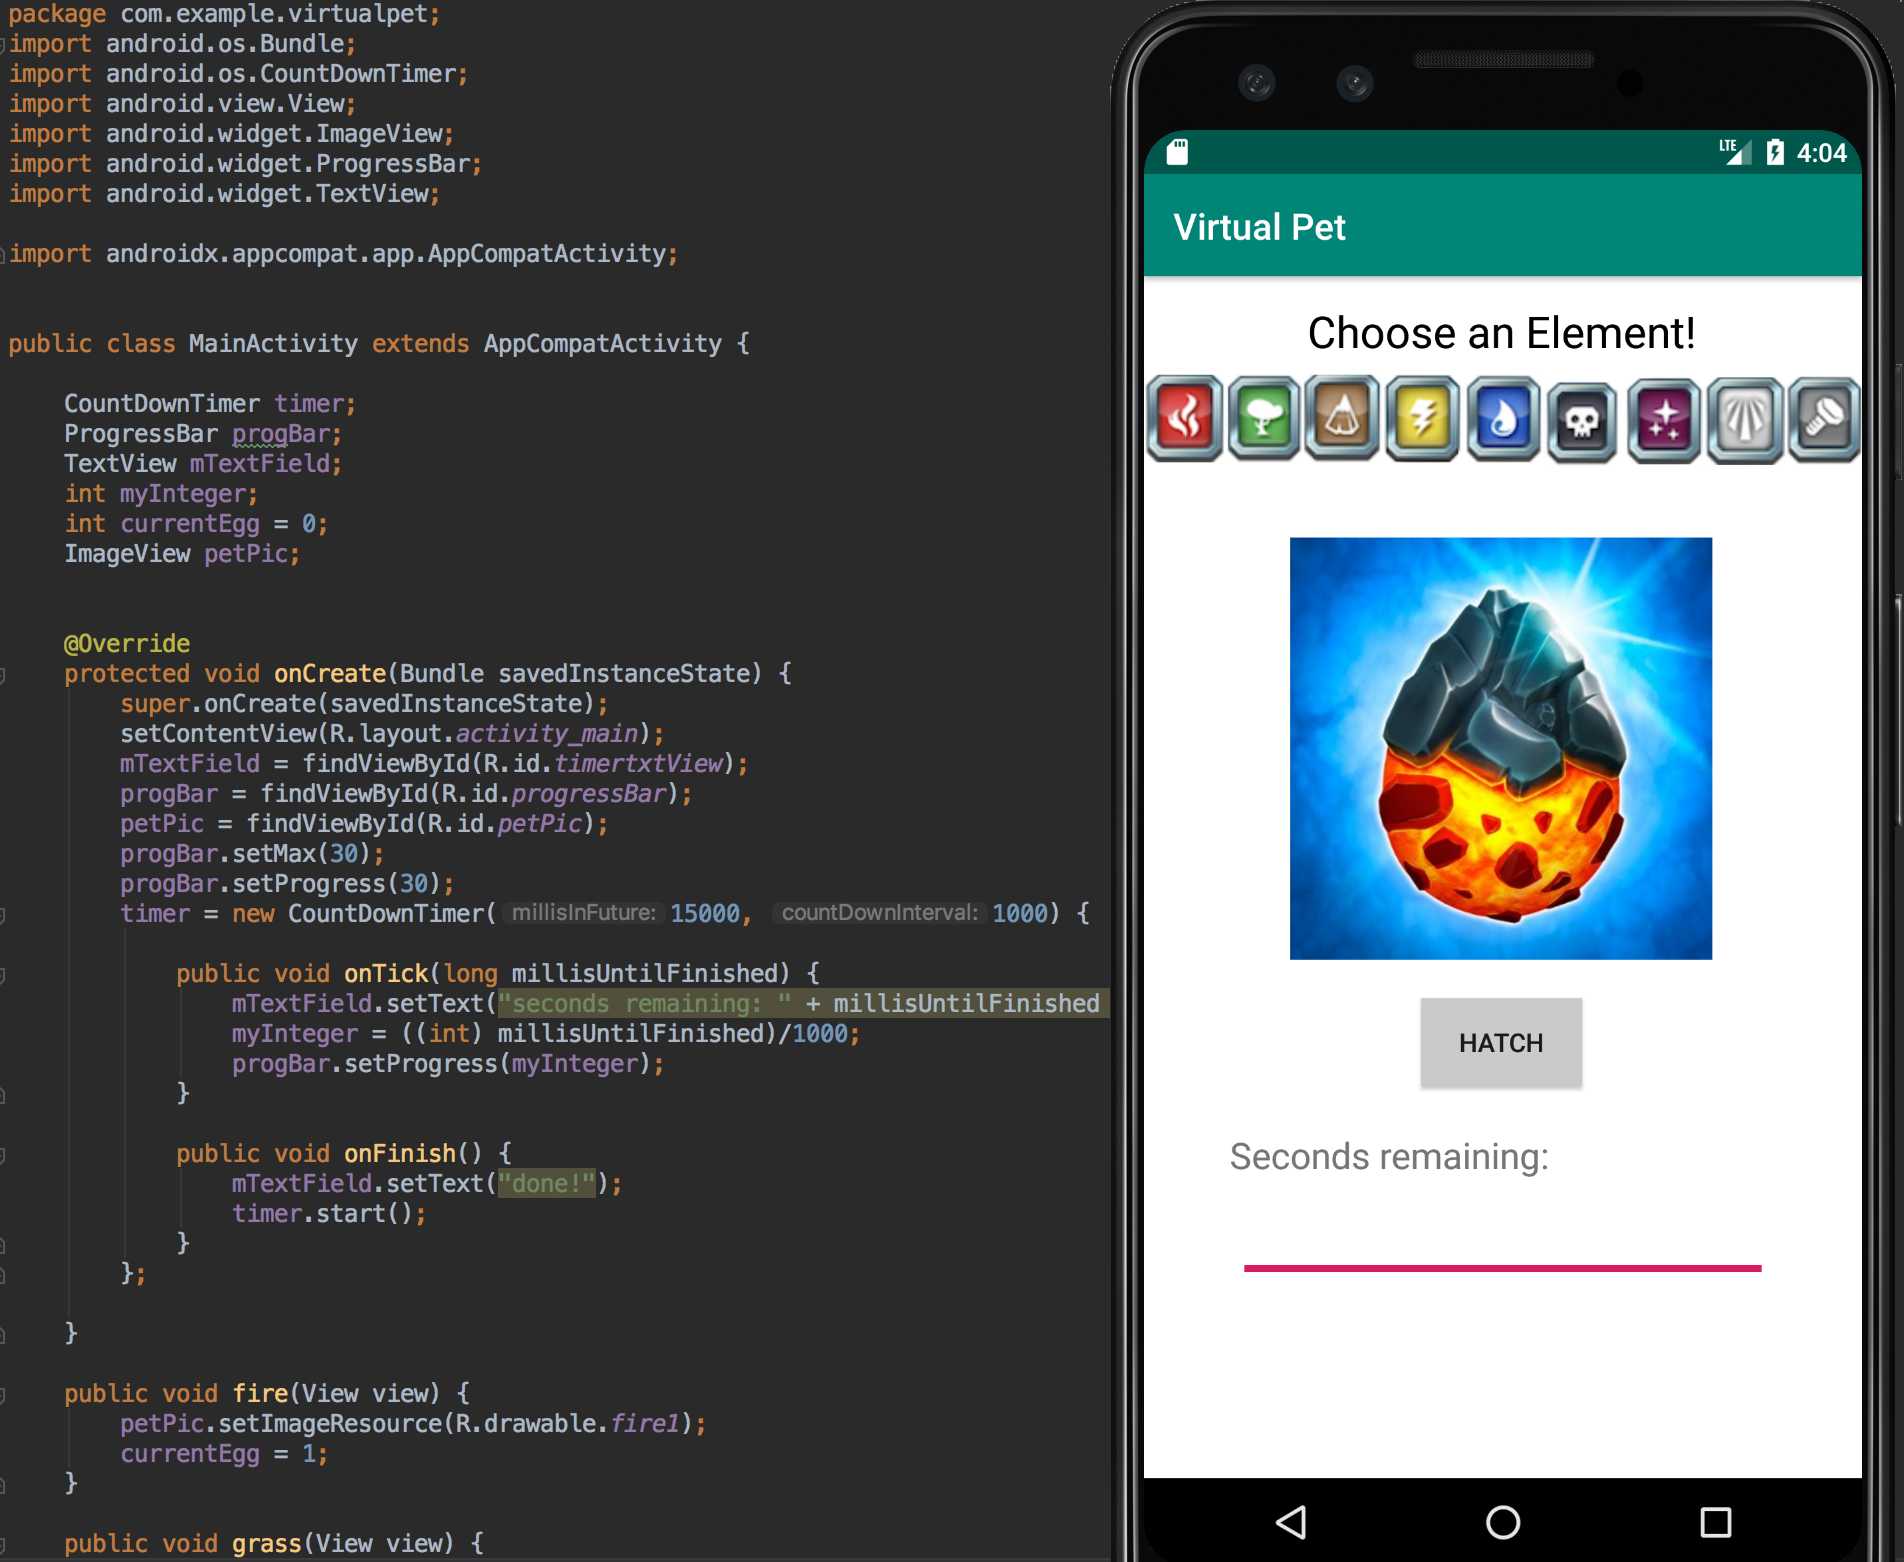 package com.example.virtualpet;
import android.os.Bundle;
import android.os.CountDownTimer;
import android.view.View;
import android.widget.ImageView;
import android.widget.ProgressBar;
import android.widget.TextView;
import androidx.appcompat.app.AppCompatActivity;
public class MainActivity extends AppCompatActivity {
CountDownTimer timer;
ProgressBar progBar;
TextView mTextField;
int myInteger;
int currentEgg = 0;
ImageView petPic;
@Override
protected void onCreate(Bundle savedInstanceState) {
super.onCreate(savedInstanceState);
setContentView(R.layout.activity_main);
mTextField = findViewById(R.id.timertxtView);
progBar = findViewById(R.id.progressBar);
petPic = findViewById(R.id.petPic);
progBar.setMax(30);
progBar.setProgress(30);
timer = new CountDownTimer( millisInFuture: 15000, countDownInterval: 1000) {
public void onTick(long millisUntilFinished) {
mTextField.setText("seconds remaining: " + millisUntilFinished
myInteger = ((int) millisUntilFinished)/1000;
progBar.setProgress(myInteger);
}
public void onFinish() {
mTextField.setText("done!");
timer.start();
}
};
}
public void fire(View view) {
petPic.setImageResource(R.drawable.fire1);
currentEgg = 1;
}
public void grass(View view) {
LTE 4:04
Virtual Pet
Choose an Element!
HATCH
Seconds remaining: